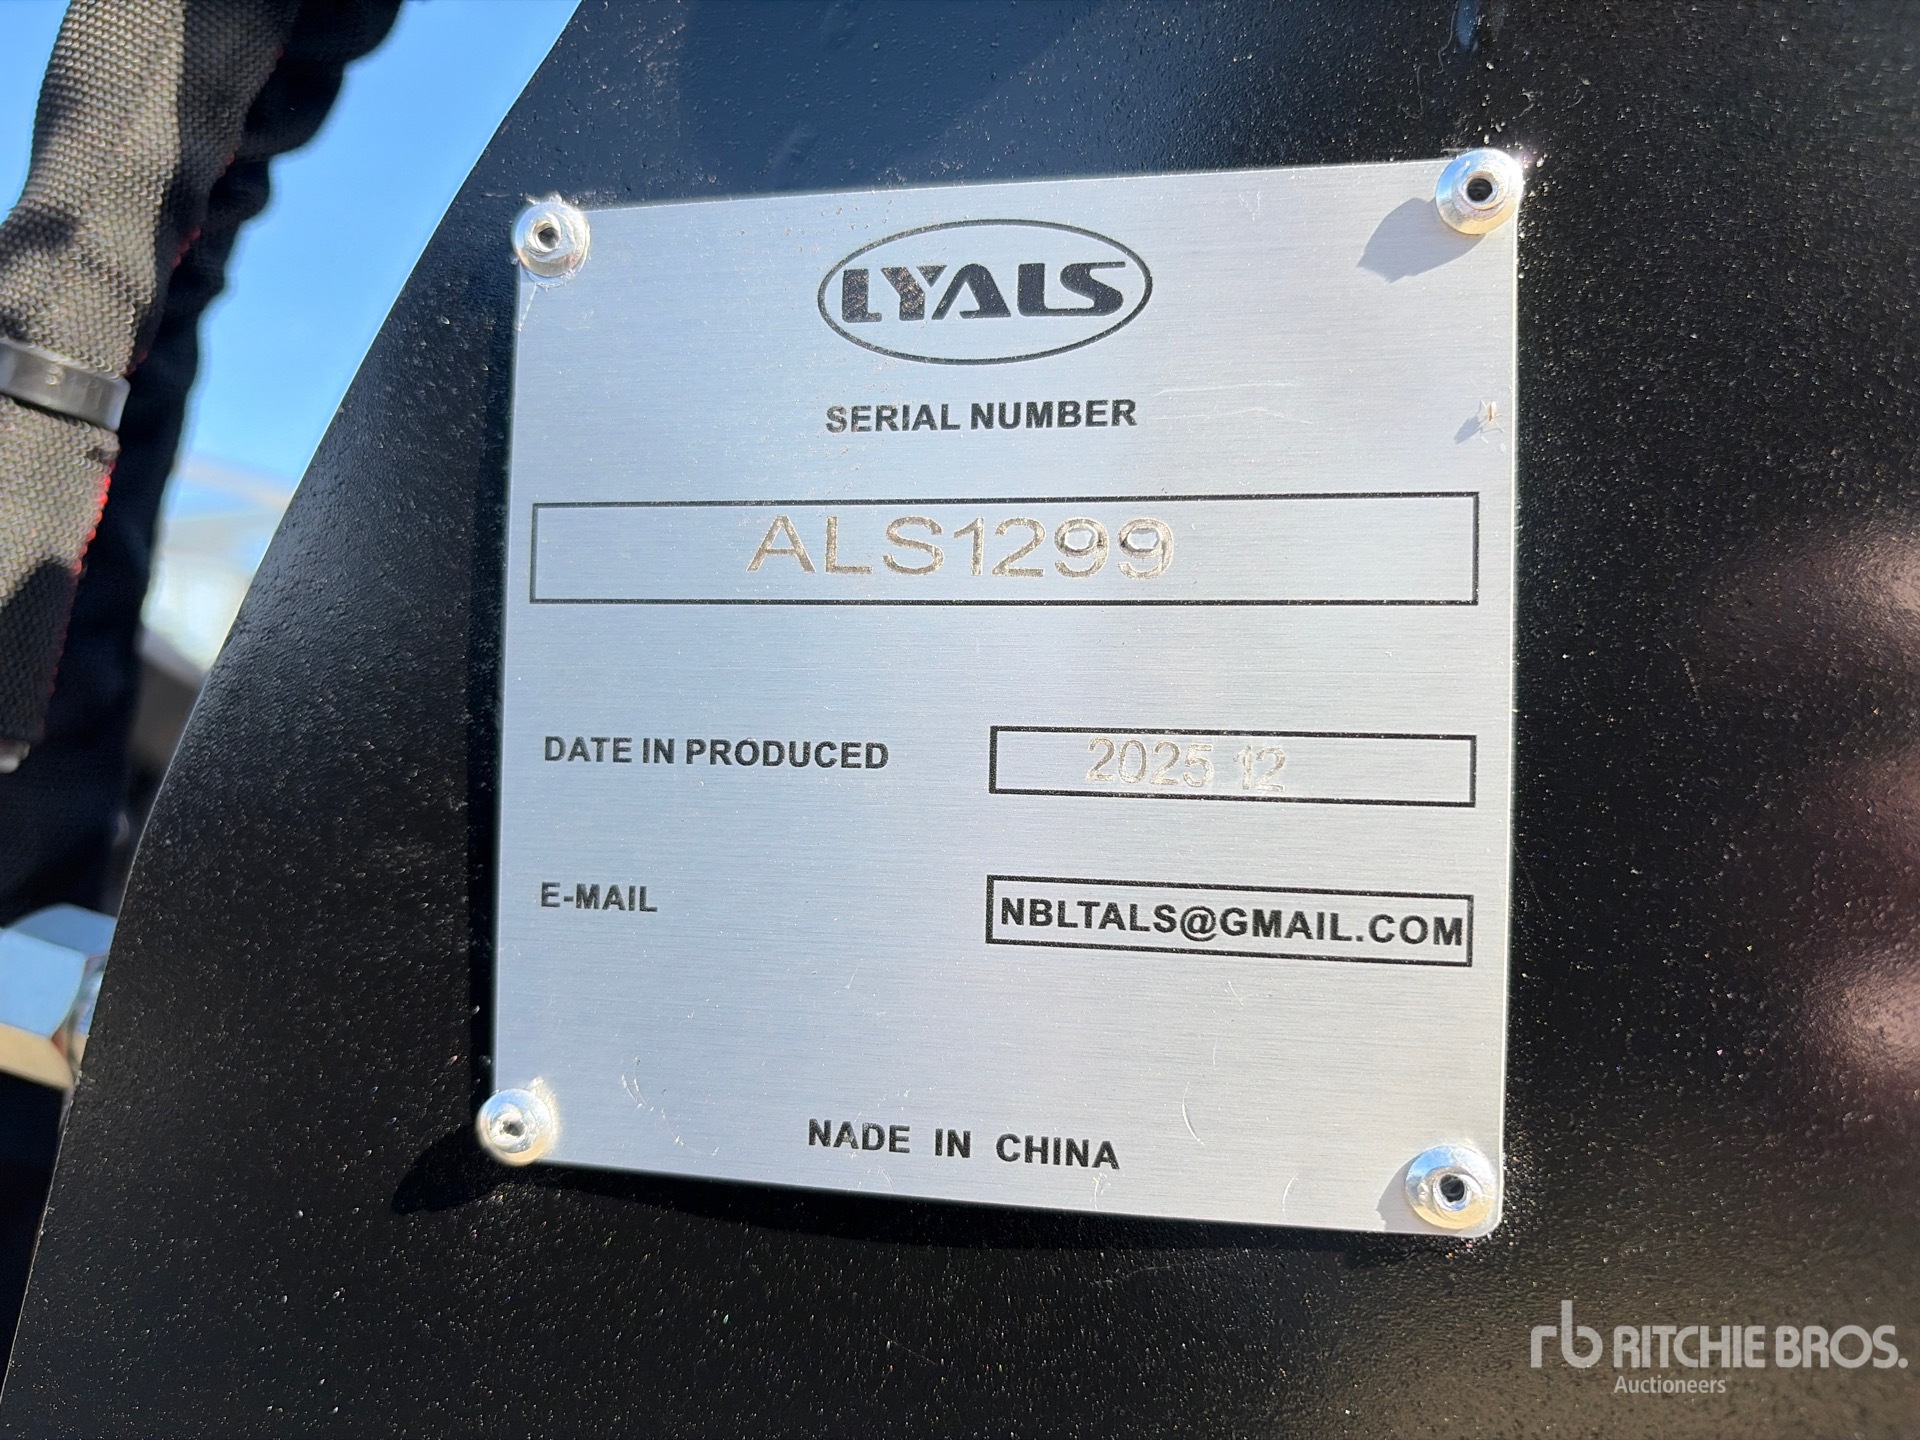 LYALS
SERIAL NUMBER
ALS1299
DATE IN PRODUCED 2025 12
E-MAIL NBLTALS@GMAIL.COM
NADE IN CHINA
rb RITCHIE BROS.
Auctioneers